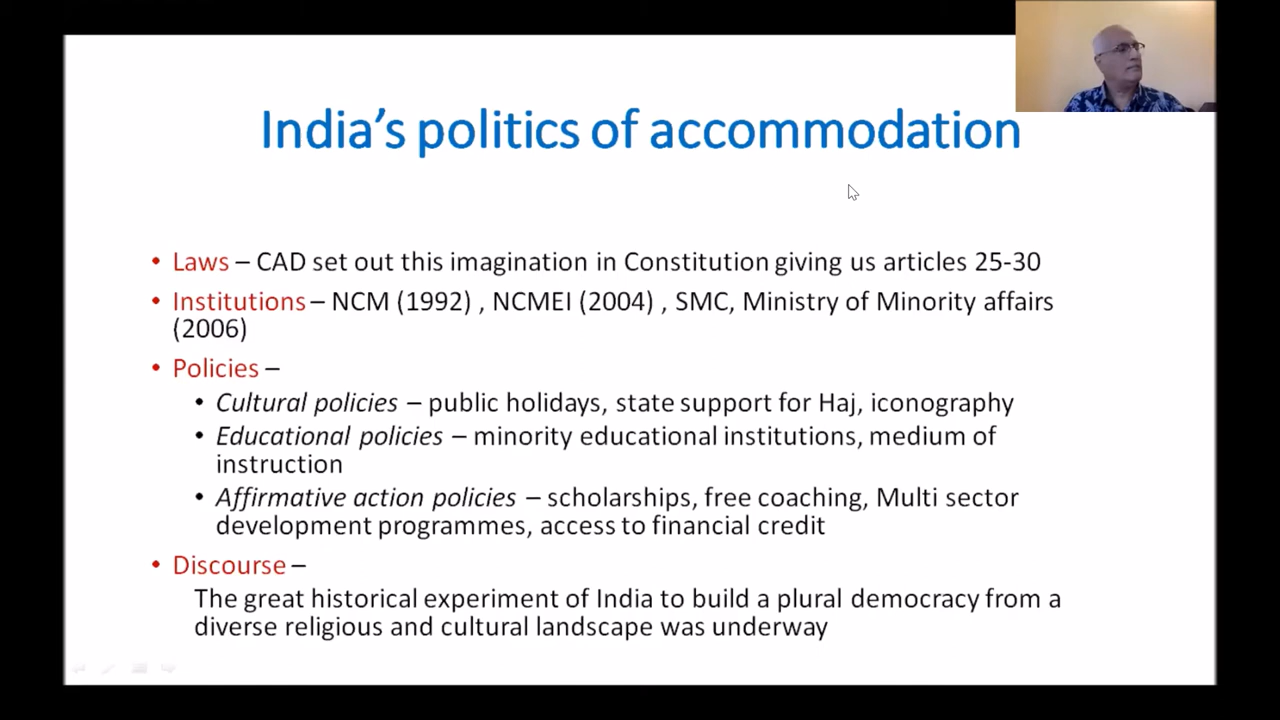 India's politics of accommodation
• Laws – CAD set out this imagination in Constitution giving us articles 25-30
• Institutions – NCM (1992) , NCMEI (2004) , SMC, Ministry of Minority affairs
(2006)
• Policies –
• Cultural policies – public holidays, state support for Haj, iconography
• Educational policies – minority educational institutions, medium of
instruction
• Affirmative action policies – scholarships, free coaching, Multi sector
development programmes, access to financial credit
• Discourse –
The great historical experiment of India to build a plural democracy from a
diverse religious and cultural landscape was underway